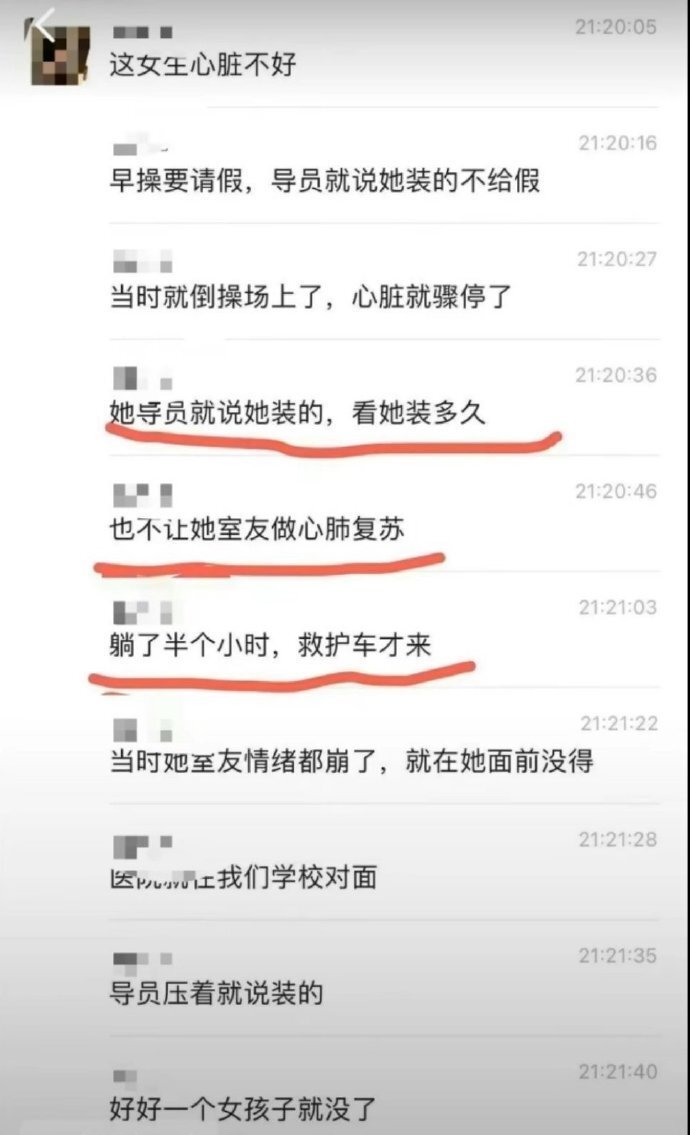 21:20:05
这女生心脏不好
21:20:16
早操要请假，导员就说她装的不给假
21:20:27
当时就倒操场上了，心脏就骤停了
21:20:36
她导员就说她装的，看她装多久
21:20:46
也不让她室友做心肺复苏
21:21:03
躺了半个小时，救护车才来
21:21:22
当时她室友情绪都崩了，就在她面前没得
21:21:28
医院就在我们学校对面
21:21:35
导员压着就说装的
21:21:40
好好一个女孩子就没了